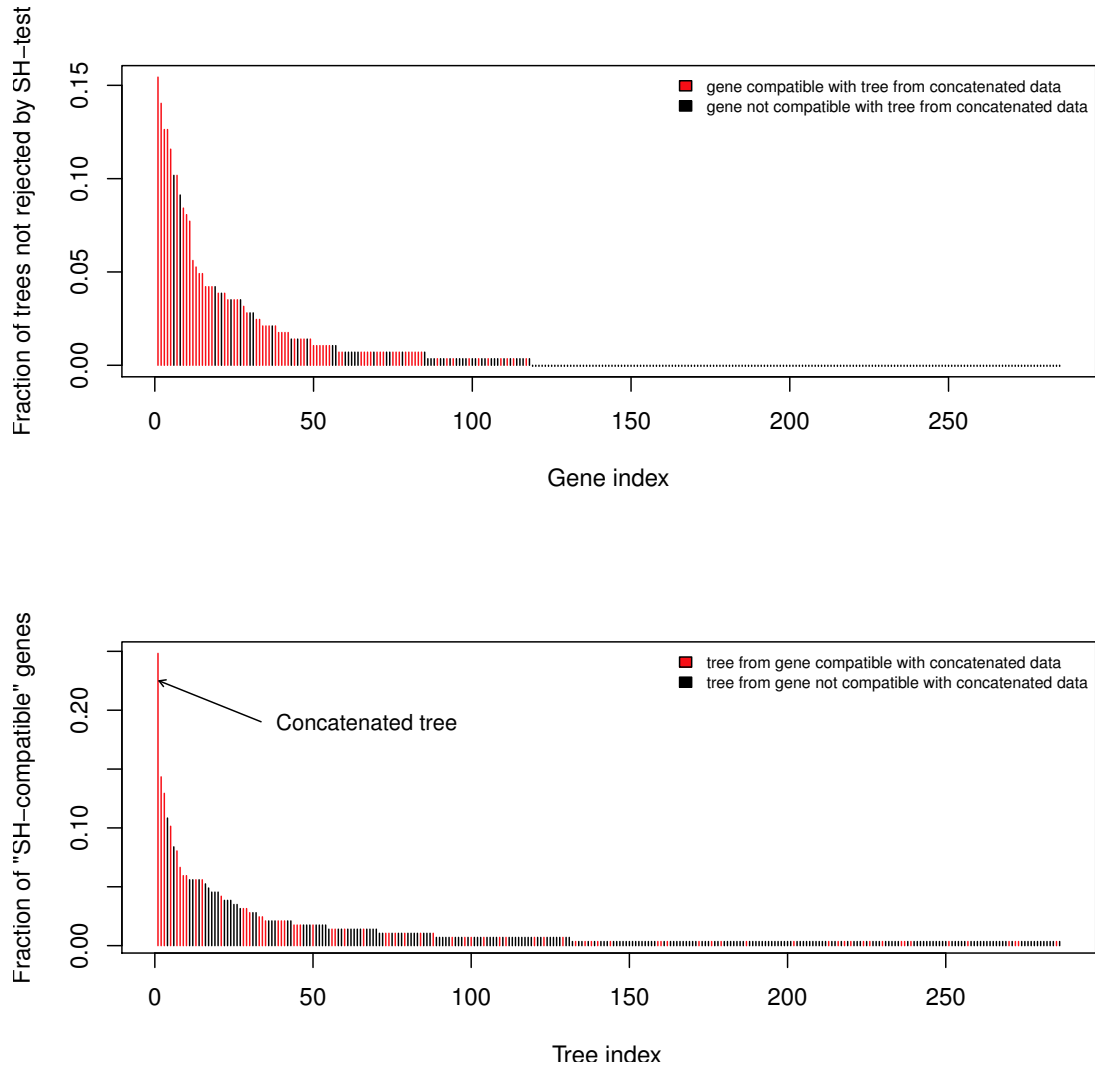 Fraction of trees not rejected by SH−test
0.00
0.05
0.10
0.15
gene compatible with tree from concatenated data
gene not compatible with tree from concatenated data
0
50
100
150
200
250
Gene index
Fraction of "SH−compatible" genes
0.00
0.10
0.20
tree from gene compatible with concatenated data
tree from gene not compatible with concatenated data
Concatenated tree
0
50
100
150
200
250
Tree index